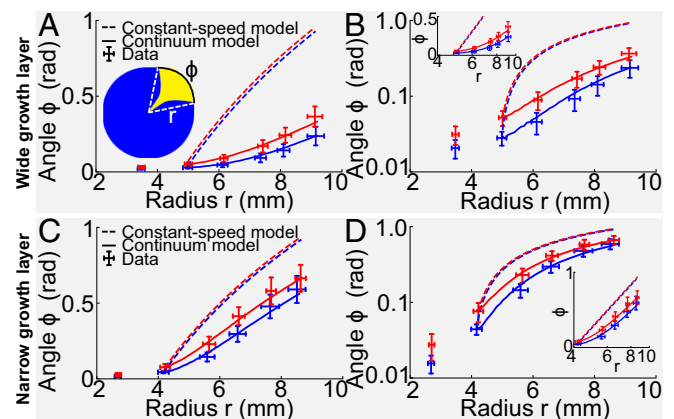 A
Wide growth layer
Angle ϕ (rad)
1
0.5
0
Constant-speed model
Continuum model
Data
ϕ
r
2 4 6 8 10
Radius r (mm)
B
Angle ϕ (rad)
1.0
0.1
0.01
ϕ
0.5
0
4 6 8 10
r
2 4 6 8 10
Radius r (mm)
C
Narrow growth layer
Angle ϕ (rad)
1
0.5
0
Constant-speed model
Continuum model
Data
2 4 6 8 10
Radius r (mm)
D
Angle ϕ (rad)
1.0
0.1
0.01
ϕ
1
0
4 6 8 10
r
2 4 6 8 10
Radius r (mm)